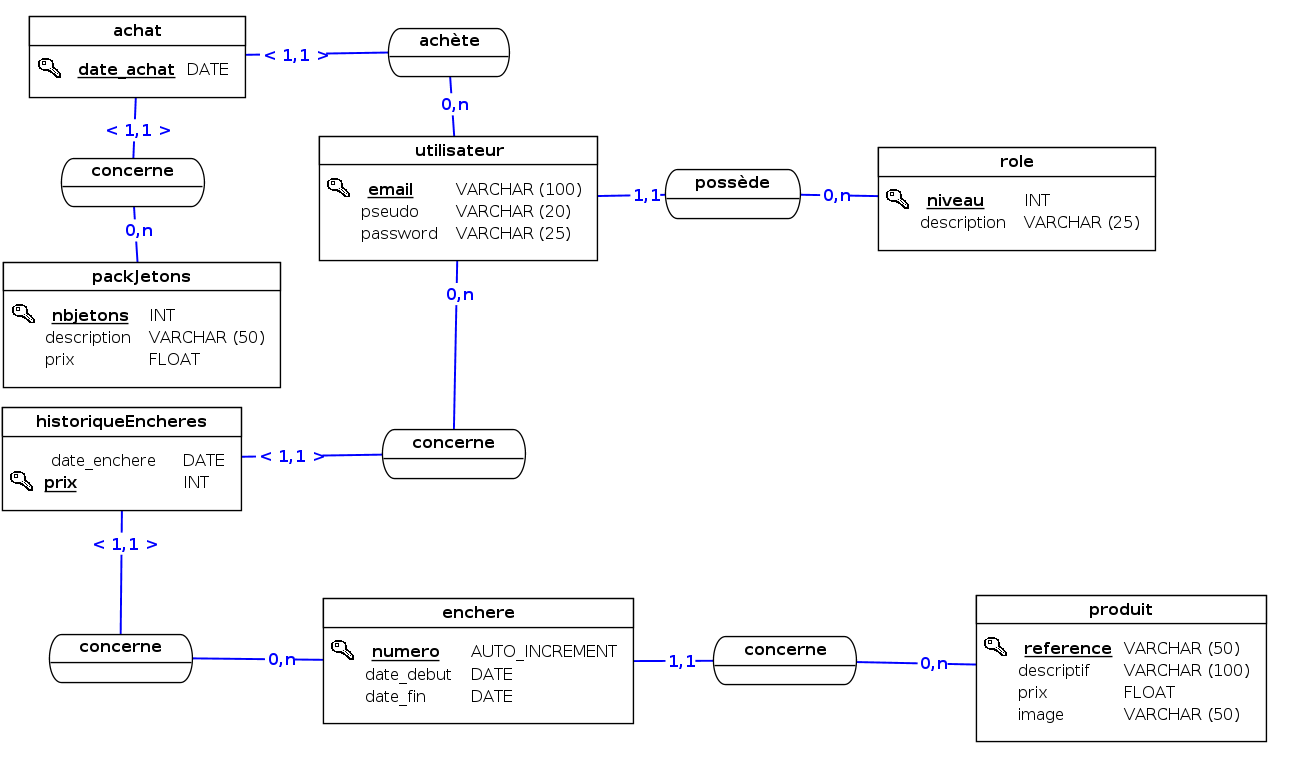 achat
date_achat DATE
< 1,1 >
achète
0,n
< 1,1 >
concerne
0,n
packJetons
nbjetons INT
description VARCHAR (50)
prix FLOAT
utilisateur
email VARCHAR (100)
pseudo VARCHAR (20)
password VARCHAR (25)
1,1
possède
0,n
role
niveau INT
description VARCHAR (25)
0,n
concerne
< 1,1 >
historiqueEncheres
date_enchere DATE
prix INT
< 1,1 >
concerne
0,n
enchere
numero AUTO_INCREMENT
date_debut DATE
date_fin DATE
1,1
concerne
0,n
produit
reference VARCHAR (50)
descriptif VARCHAR (100)
prix FLOAT
image VARCHAR (50)